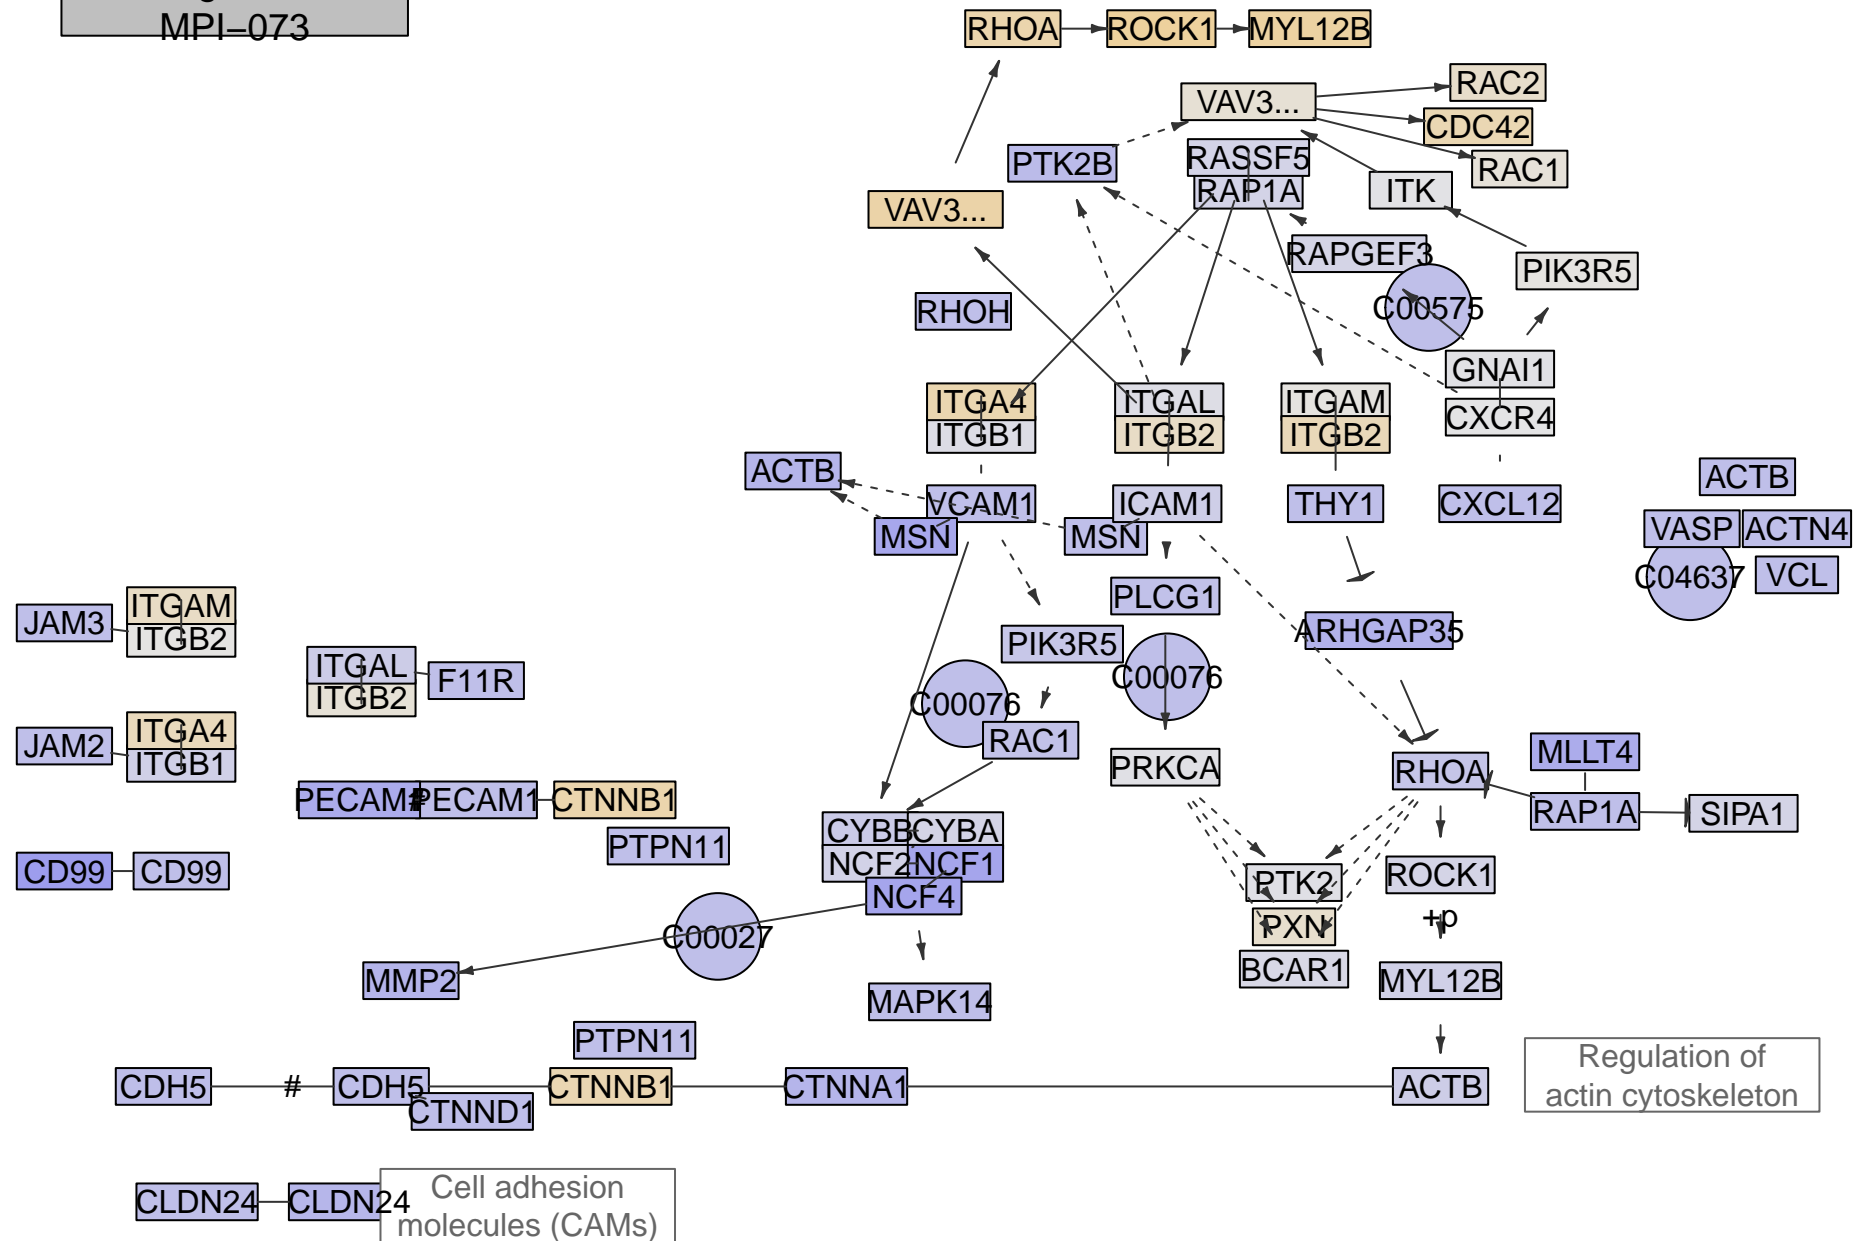 MPI–073
RHOA
ROCK1
MYL12B
RAC2
VAV3...
CDC42
RAC1
RASSF5
RAP1A
PTK2B
ITK
VAV3...
RAPGEF3
PIK3R5
RHOH
C00575
GNAI1
ITGA4
ITGB1
ITGAL
ITGB2
ITGAM
ITGB2
CXCR4
ACTB
ACTB
VCAM1
ICAM1
THY1
CXCL12
MSN
MSN
VASP
ACTN4
C04637
VCL
PLCG1
JAM3
ITGAM
ITGB2
ARHGAP35
PIK3R5
ITGAL
ITGB2
F11R
C00076
C00076
RAC1
JAM2
ITGA4
ITGB1
PRKCA
RHOA
MLLT4
RAP1A
SIPA1
PECAM1
#
PECAM1
CTNNB1
PTPN11
CYBB
CYBA
NCF2
NCF1
NCF4
CD99
CD99
PTK2
ROCK1
+p
PXN
BCAR1
C00027
MMP2
MAPK14
MYL12B
PTPN11
CDH5
#
CDH5
CTNND1
CTNNB1
CTNNA1
ACTB
Regulation of
actin cytoskeleton
CLDN24
CLDN24
Cell adhesion
molecules (CAMs)